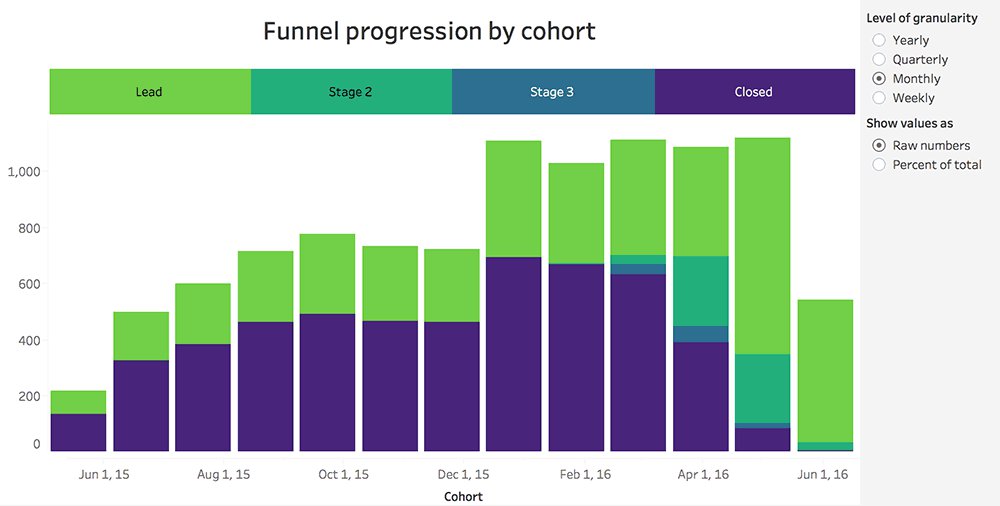 Funnel progression by cohort
Lead Stage 2 Stage 3 Closed
1,000
800
600
400
200
0
Jun 1, 15 Aug 1, 15 Oct 1, 15 Dec 1, 15 Feb 1, 16 Apr 1, 16 Jun 1, 16
Cohort
Level of granularity
Yearly
Quarterly
Monthly
Weekly
Show values as
Raw numbers
Percent of total